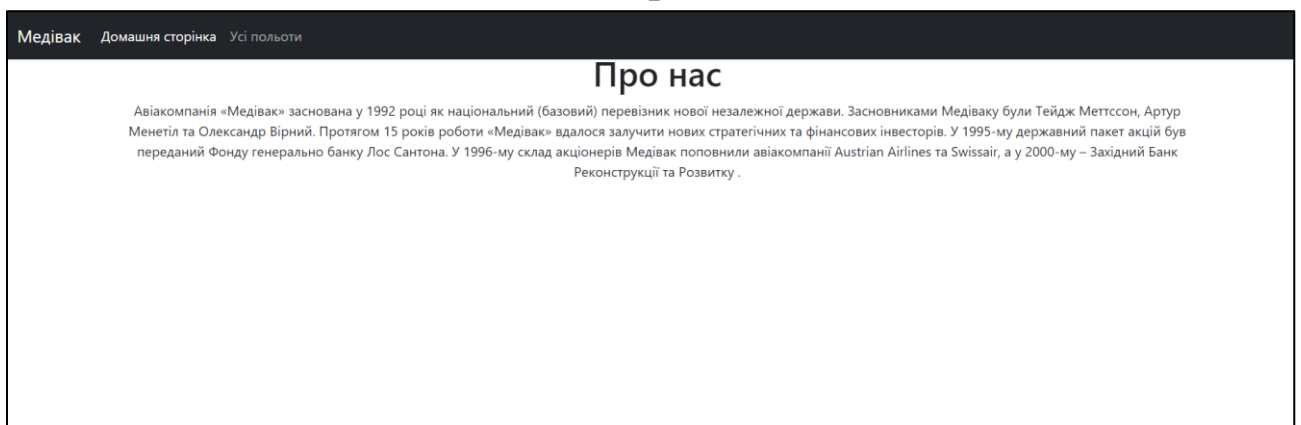 Медівак Домашня сторінка Усі польоти
Про нас
Авіакомпанія «Медівак» заснована у 1992 році як національний (базовий) перевізник нової незалежної держави. Засновниками Медіваку були Тейдж Меттссон, Артур
Менетіл та Олександр Вірний. Протягом 15 років роботи «Медівак» вдалося залучити нових стратегічних та фінансових інвесторів. У 1995-му державний пакет акцій був
переданий Фонду генерально банку Лос Сантона. У 1996-му склад акціонерів Медівак поповнили авіакомпанії Austrian Airlines та Swissair, а у 2000-му – Західний Банк
Реконструкції та Розвитку .